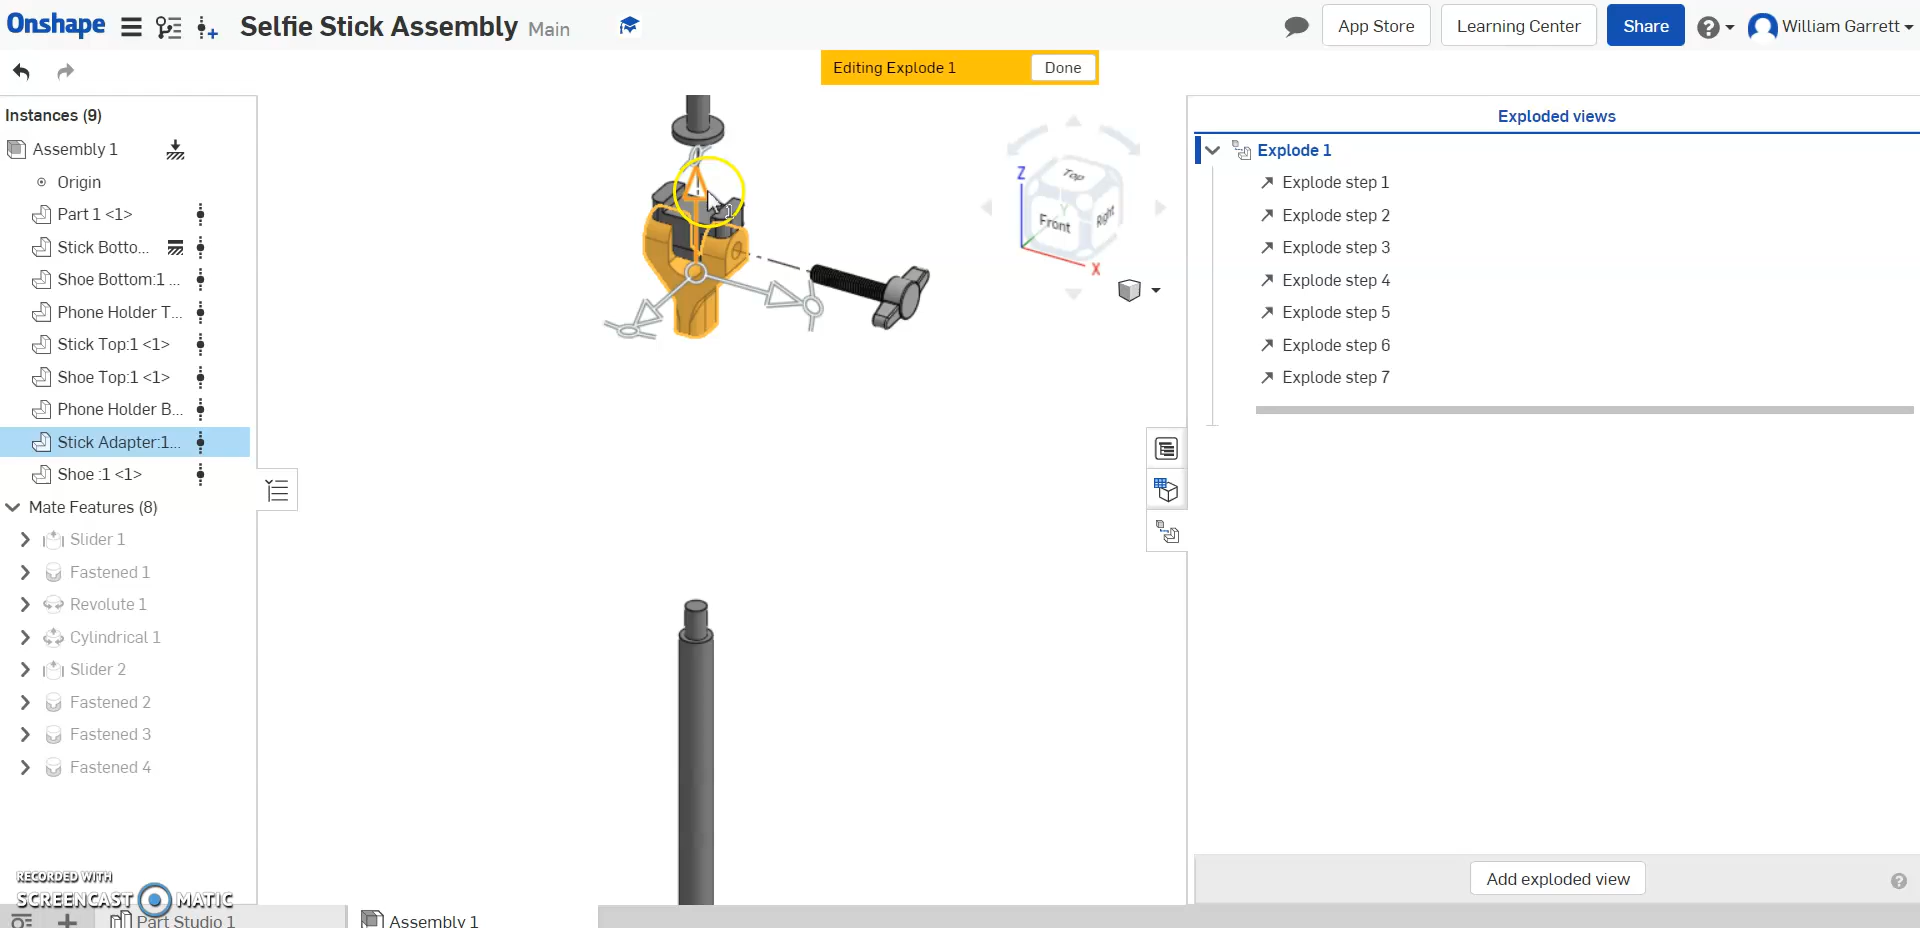 Onshape
Selfie Stick Assembly Main
App Store
Learning Center
Share
William Garrett
Editing Explode 1
Done
Instances (9)
Assembly 1
Origin
Part 1 <1>
Stick Botto...
Shoe Bottom:1 ...
Phone Holder T...
Stick Top:1 <1>
Shoe Top:1 <1>
Phone Holder B...
Stick Adapter:1...
Shoe :1 <1>
Mate Features (8)
Slider 1
Fastened 1
Revolute 1
Cylindrical 1
Slider 2
Fastened 2
Fastened 3
Fastened 4
1
Z
Top
Y
Front
Right
X
Exploded views
Explode 1
Explode step 1
Explode step 2
Explode step 3
Explode step 4
Explode step 5
Explode step 6
Explode step 7
Add exploded view
RECORDED WITH
SCREENCAST MATIC
Part Studio 1
Assembly 1